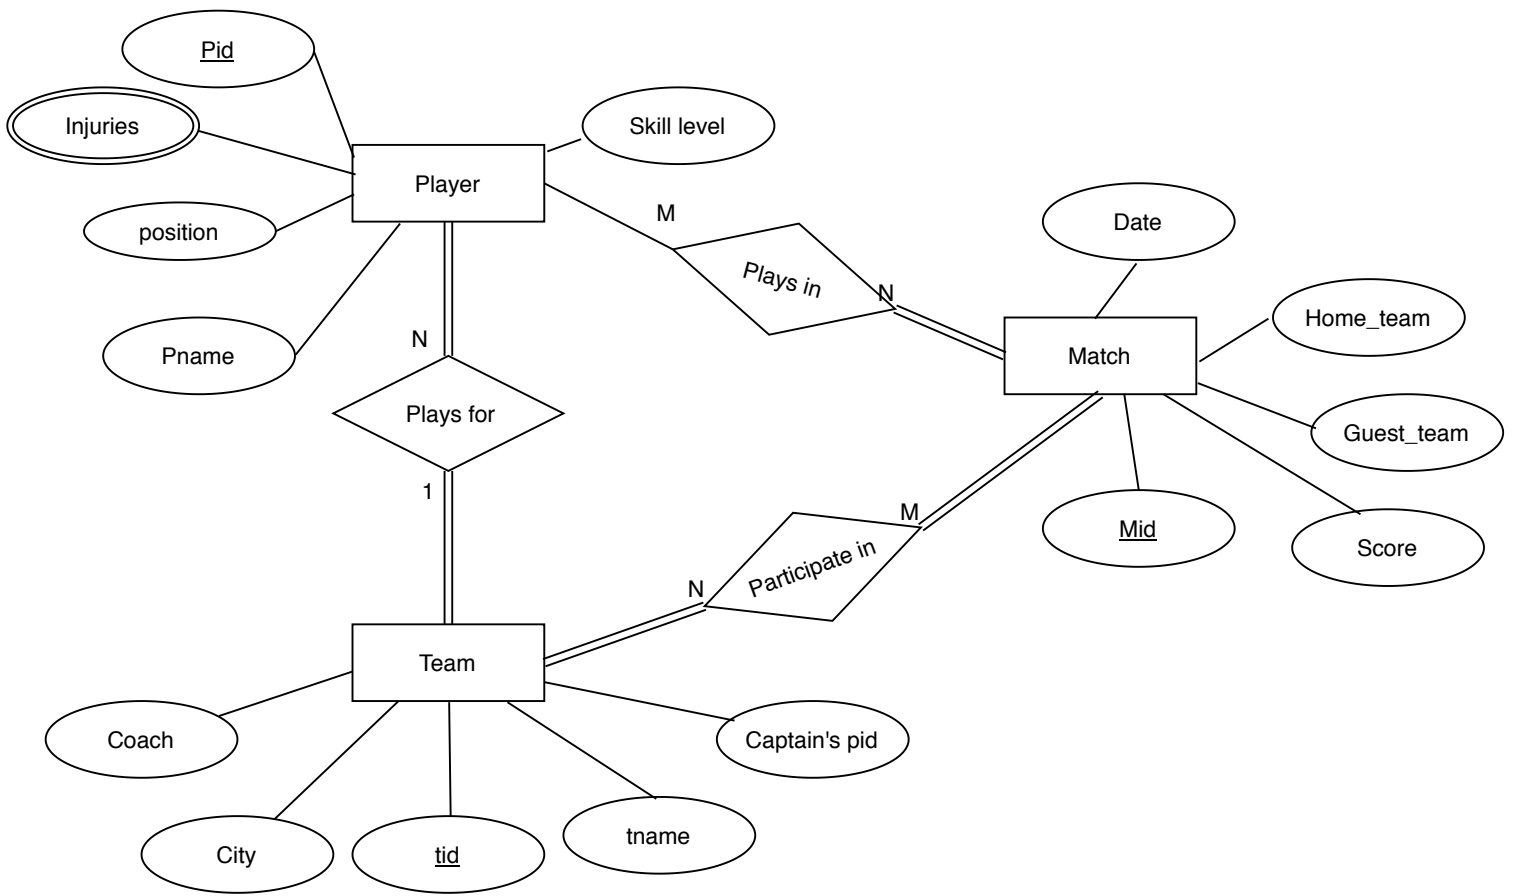 Pid
Injuries
Skill level
Player
position
M
Date
Plays in
N
Home_team
N
Pname
Match
Plays for
Guest_team
1
M
Mid
Score
Participate in
N
Team
Coach
Captain's pid
City
tid
tname